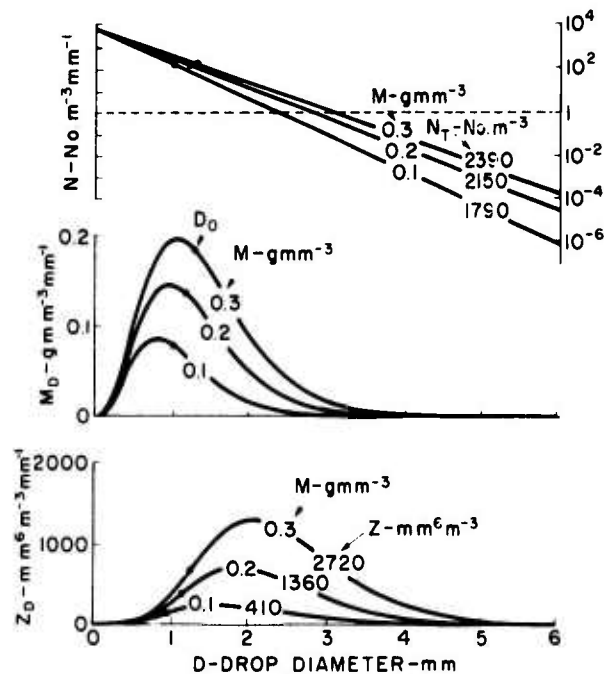 10⁴
10²
1
10⁻²
10⁻⁴
10⁻⁶
N-No m⁻³mm⁻¹
M-gmm⁻³
N_T-No.m⁻³
0.3
0.2
0.1
2390
2150
1790
0.2
0.1
0
M_D-gm m⁻³mm⁻¹
D₀
M-gmm⁻³
0.3
0.2
0.1
2000
1000
0
Z_D-mm⁶m⁻³mm⁻¹
M-gmm⁻³
Z-mm⁶m⁻³
0.3
2720
0.2
1360
0.1
410
0 1 2 3 4 5 6
D-DROP DIAMETER-mm